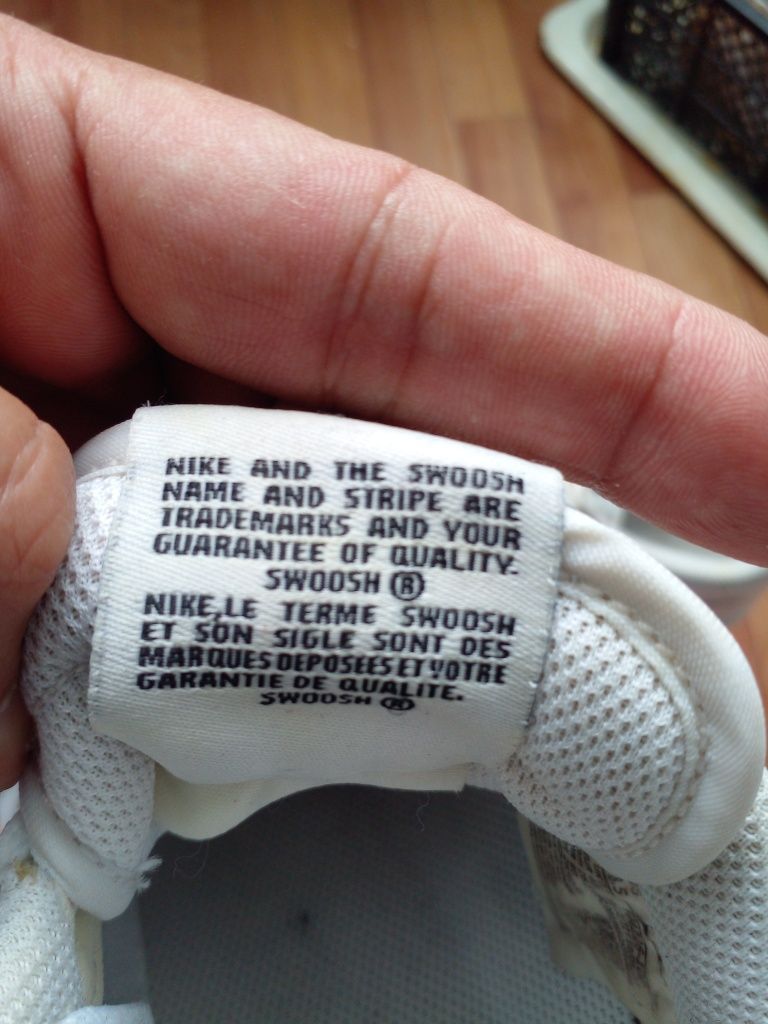 NIKE AND THE SWOOSH
NAME AND STRIPE ARE
TRADEMARKS AND YOUR
GUARANTEE OF QUALITY.
SWOOSH ®
NIKE, LE TERME SWOOSH
ET SON SIGLE SONT DES
MARQUES DEPOSEES ET VOTRE
GARANTIE DE QUALITE.
SWOOSH ®